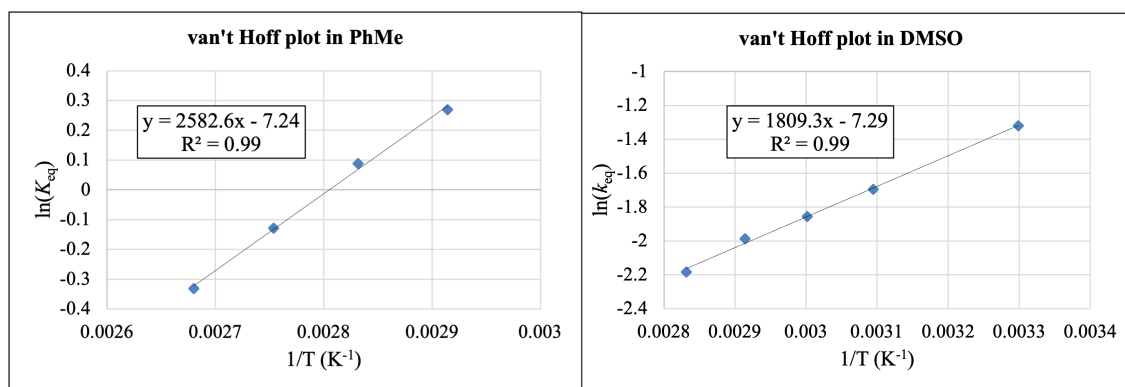 van't Hoff plot in PhMe
y = 2582.6x - 7.24
R² = 0.99
0.4
0.3
0.2
0.1
0
-0.1
-0.2
-0.3
-0.4
ln(Keq)
0.0026 0.0027 0.0028 0.0029 0.003
1/T (K⁻¹)
van't Hoff plot in DMSO
y = 1809.3x - 7.29
R² = 0.99
-1
-1.2
-1.4
-1.6
-1.8
-2
-2.2
-2.4
ln(keq)
0.0028 0.0029 0.003 0.0031 0.0032 0.0033 0.0034
1/T (K⁻¹)